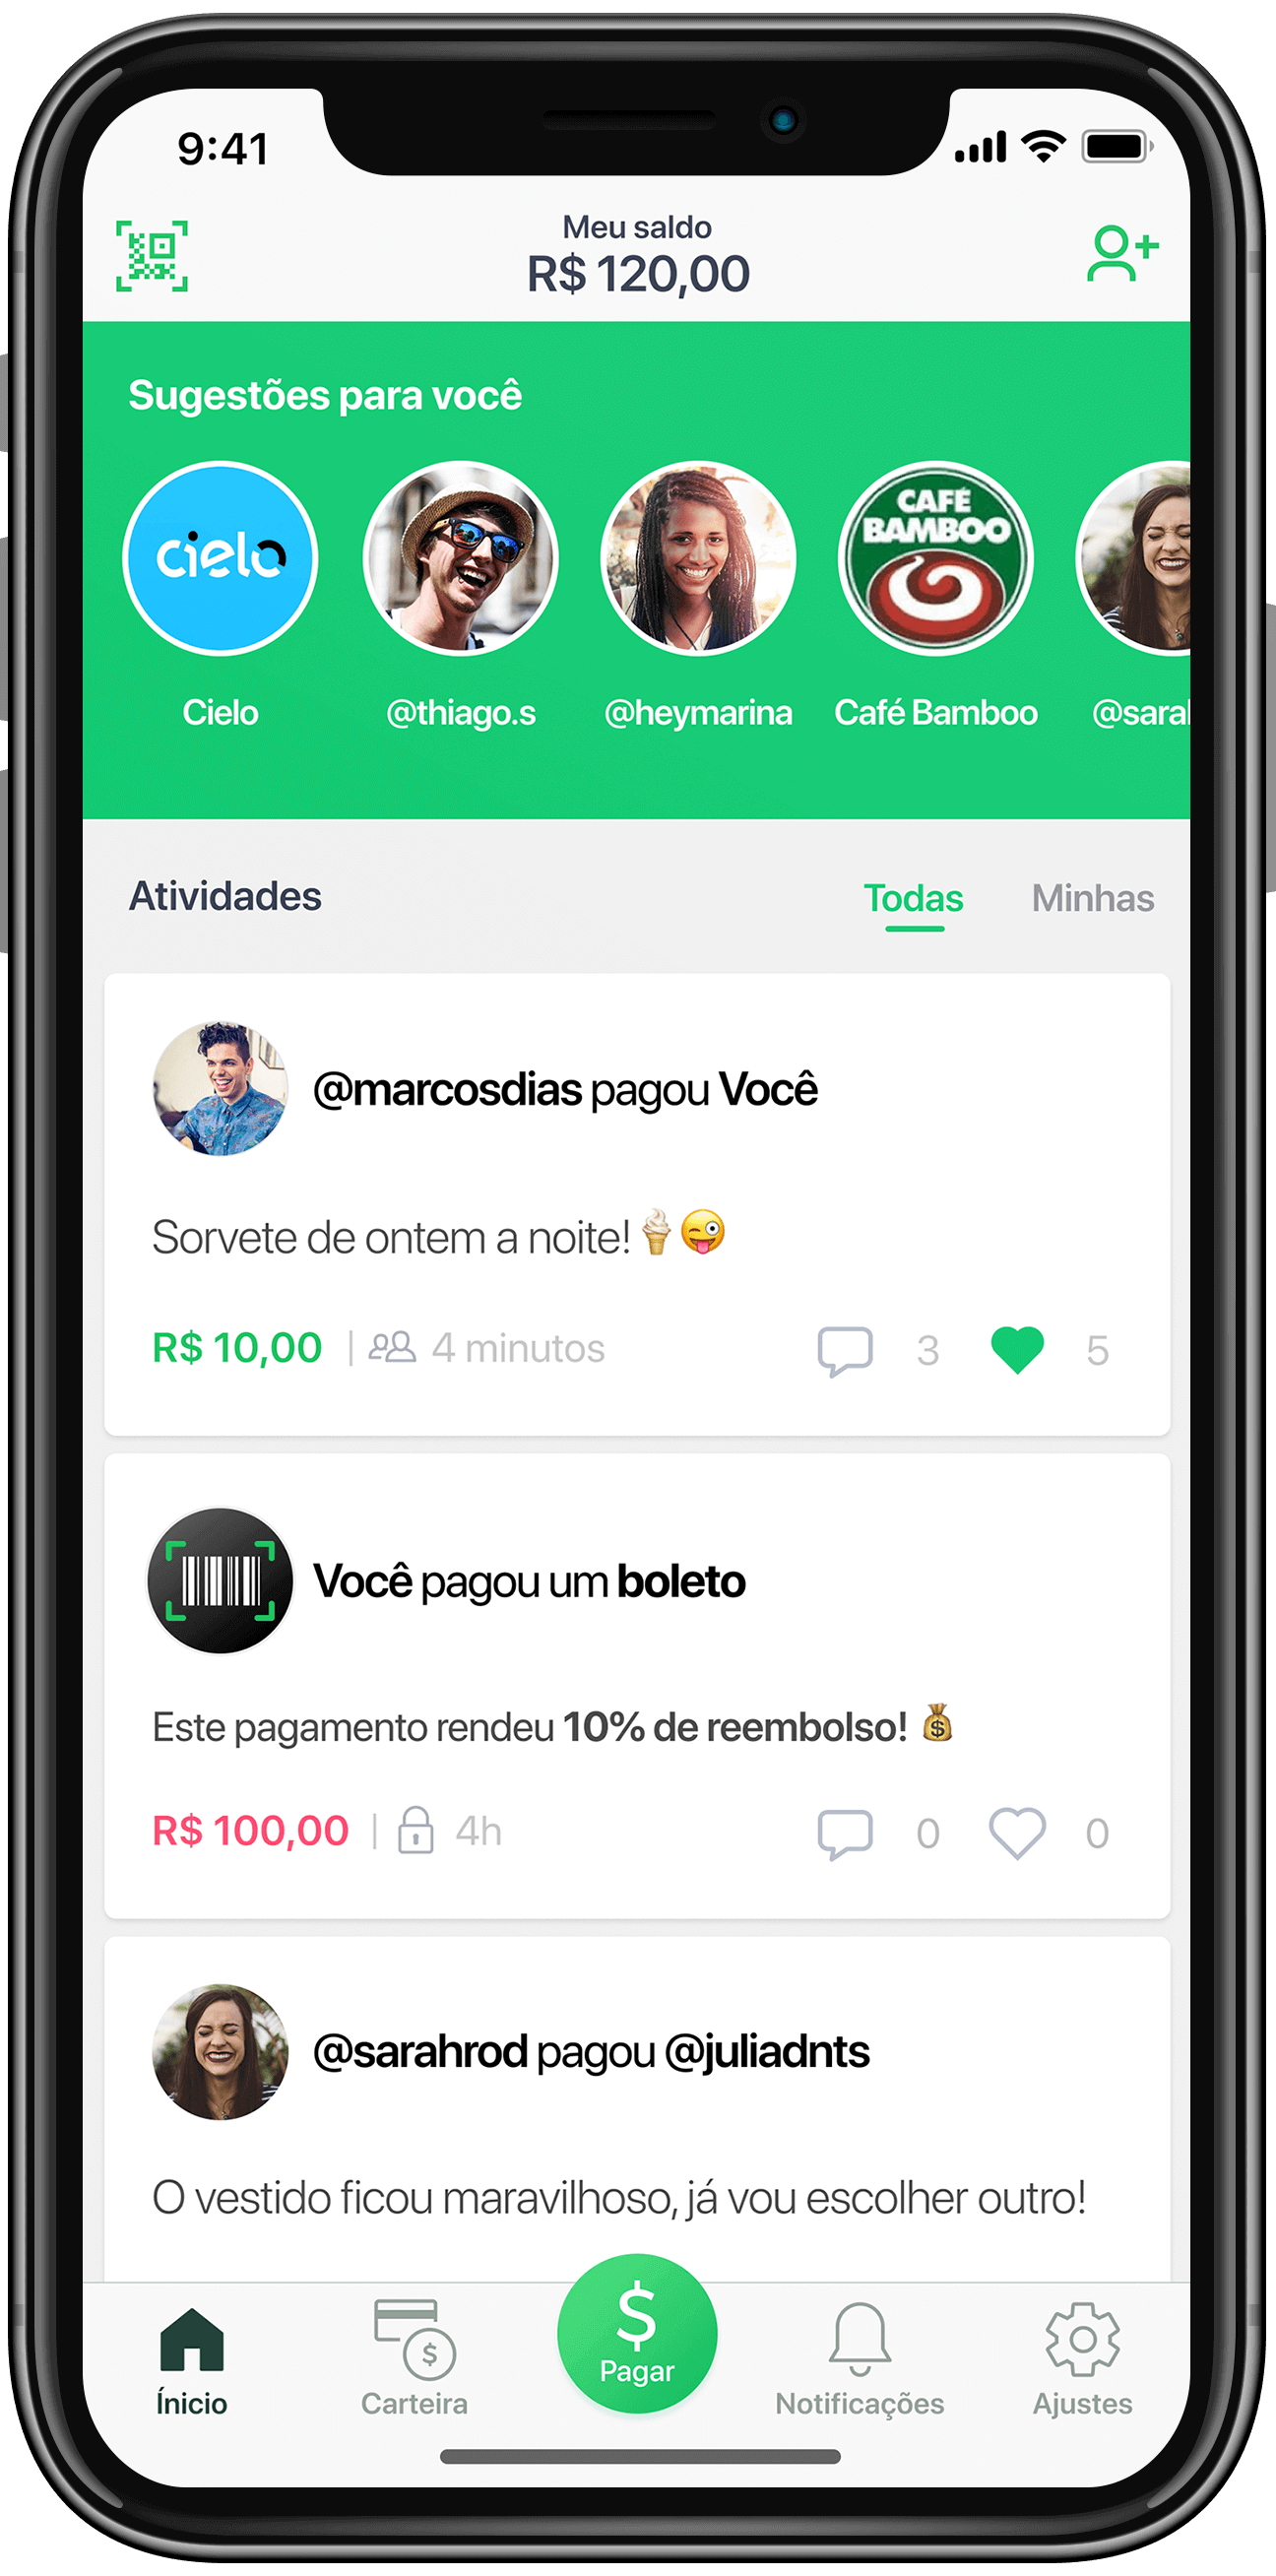 9:41
Meu saldo
R$ 120,00
Sugestões para você
cielo
CAFÉ
BAMBOO
Cielo
@thiago.s
@heymarina
Café Bamboo
@sara
Atividades
Todas
Minhas
@marcosdias pagou Você
Sorvete de ontem a noite!🍦😜
R$ 10,00 | 4 minutos
3
5
Você pagou um boleto
Este pagamento rendeu 10% de reembolso! 💰
R$ 100,00 | 4h
0
0
@sarahrod pagou @juliadnts
O vestido ficou maravilhoso, já vou escolher outro!
Ínicio
Carteira
$
Pagar
Notificações
Ajustes